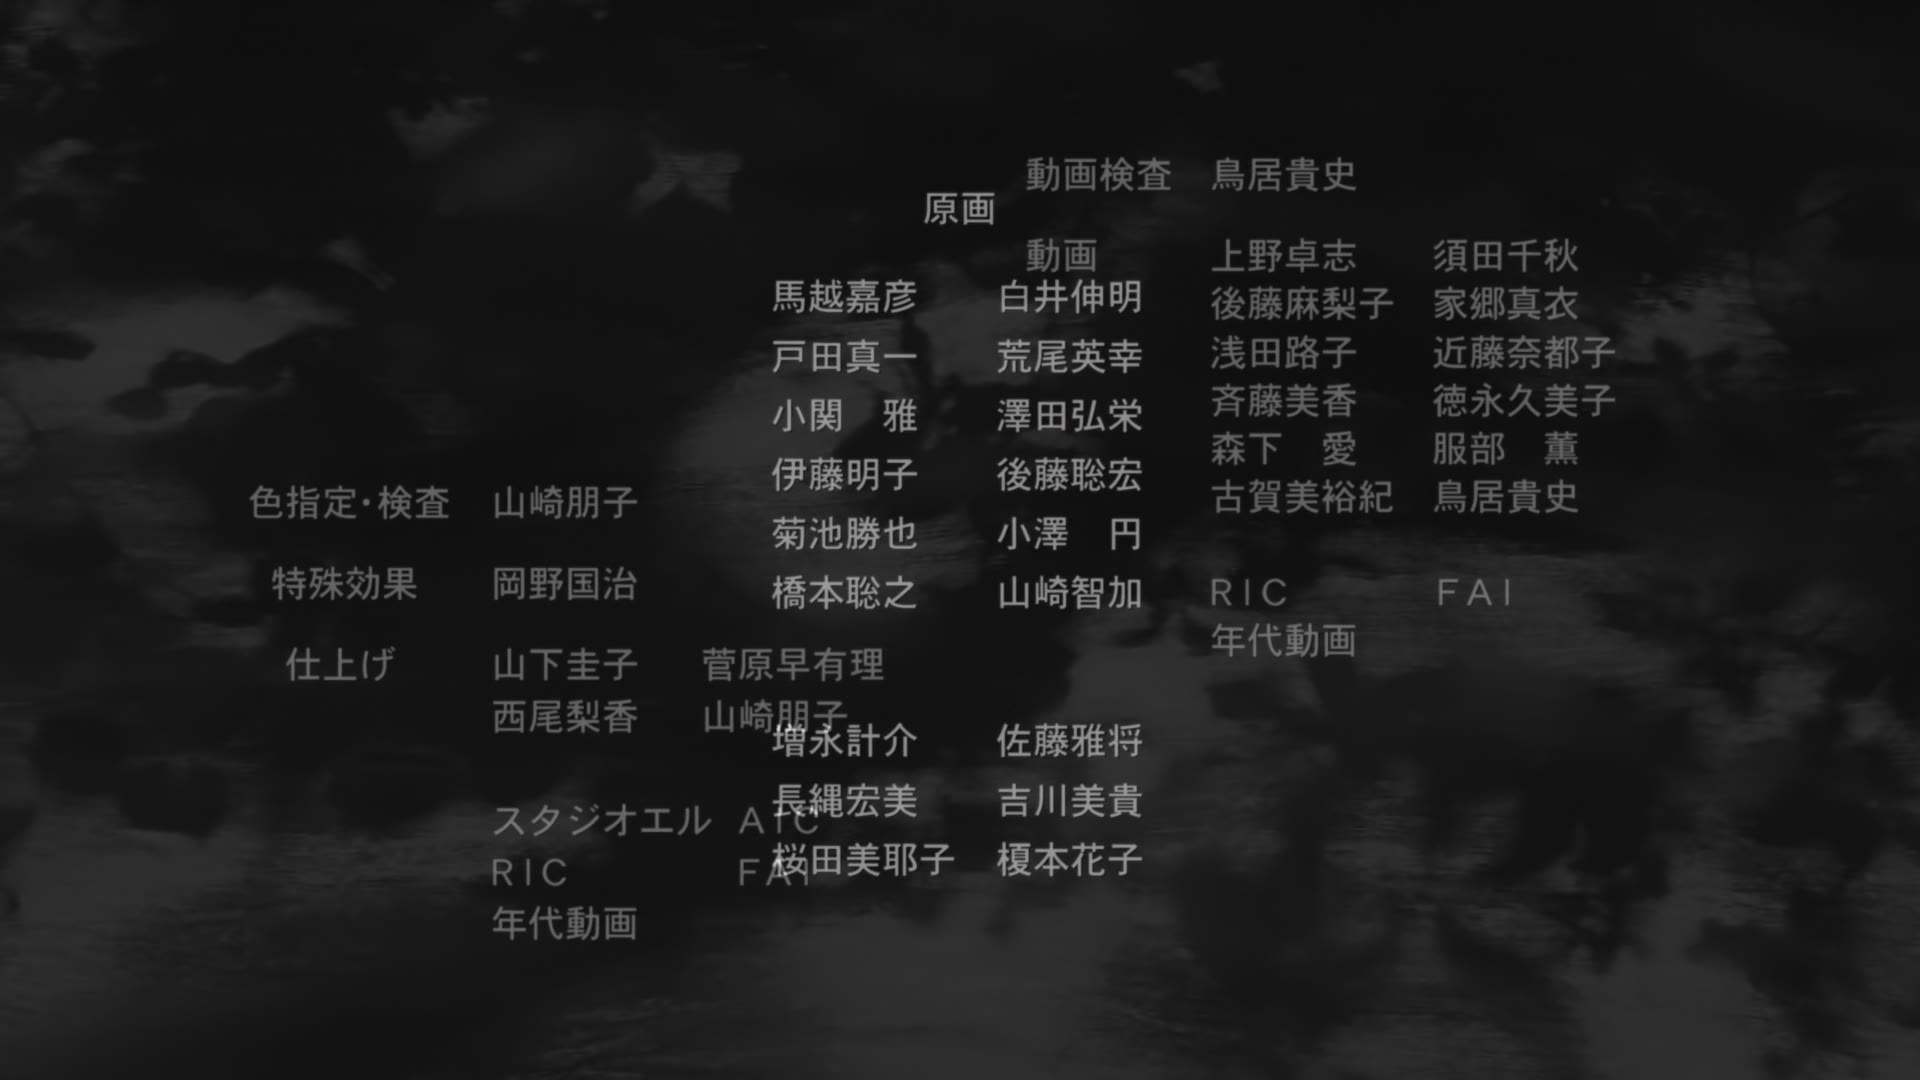 原画
馬越嘉彦 白井伸明
戸田真一 荒尾英幸
小関 雅 澤田弘栄
伊藤明子 後藤聡宏
菊池勝也 小澤 円
橋本聡之 山崎智加
増永計介 佐藤雅将
長縄宏美 吉川美貴
桜田美耶子 榎本花子
動画検査 鳥居貴史
動画 上野卓志 須田千秋
後藤麻梨子 家郷真衣
浅田路子 近藤奈都子
斉藤美香 徳永久美子
森下 愛 服部 薫
古賀美裕紀 鳥居貴史
RIC FAI
年代動画
色指定・検査 山崎朋子
特殊効果 岡野国治
仕上げ 山下圭子 菅原早有理
西尾梨香 山崎朋子
スタジオエル AIC
RIC FAI
年代動画